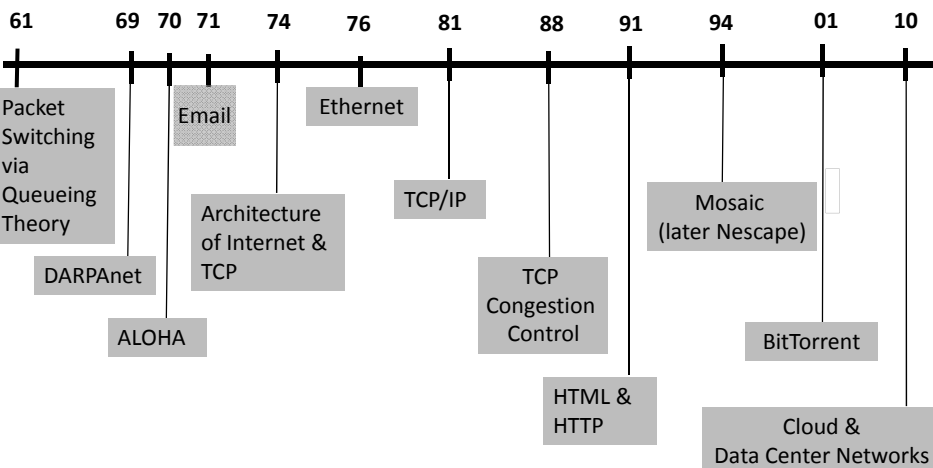 61 69 70 71 74 76 81 88 91 94 01 10
Packet
Switching
via
Queueing
Theory
DARPAnet
ALOHA
Email
Architecture
of Internet &
TCP
Ethernet
TCP/IP
TCP
Congestion
Control
HTML &
HTTP
Mosaic
(later Nescape)
BitTorrent
Cloud &
Data Center Networks